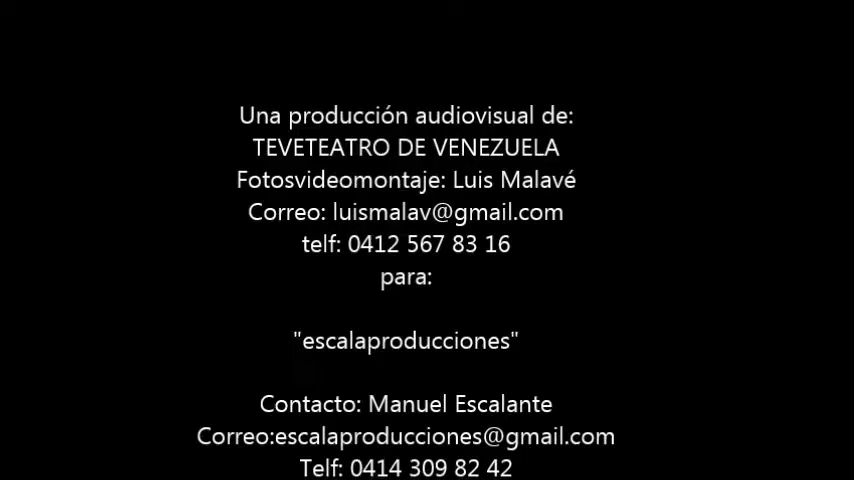 Una producción audiovisual de:
TEVETEATRO DE VENEZUELA
Fotosvideomontaje: Luis Malavé
Correo: luismalav@gmail.com
telf: 0412 567 83 16
para:
"escalaproducciones"
Contacto: Manuel Escalante
Correo:escalaproducciones@gmail.com
Telf: 0414 309 82 42